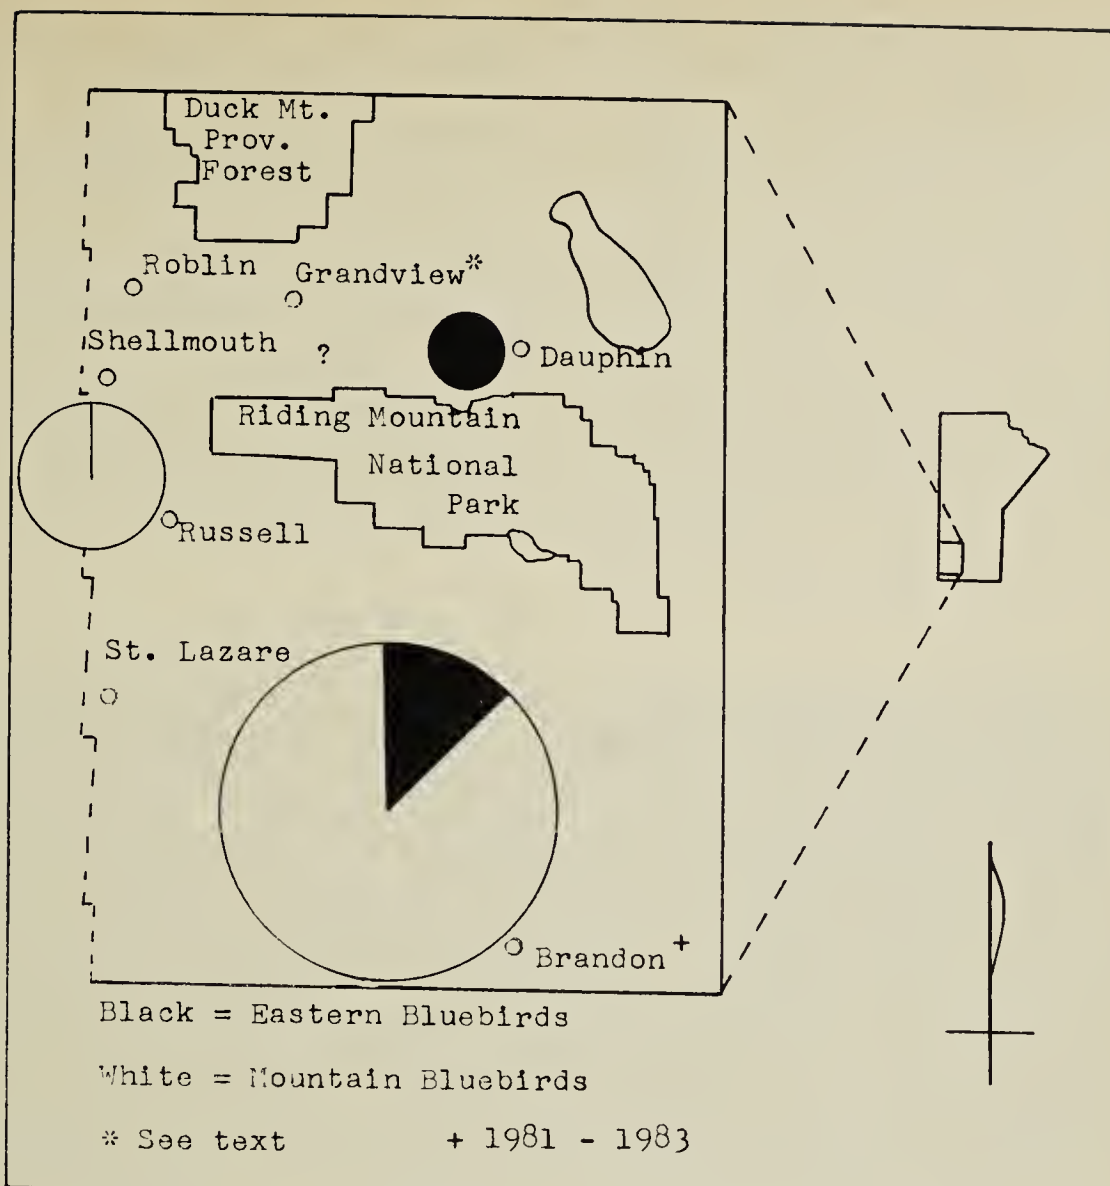 Duck Mt.
Prov.
Forest
Roblin
Grandview*
Shellmouth
?
Dauphin
Riding Mountain
National
Park
Russell
St. Lazare
Brandon +
Black = Eastern Bluebirds
White = Mountain Bluebirds
* See text + 1981 - 1983